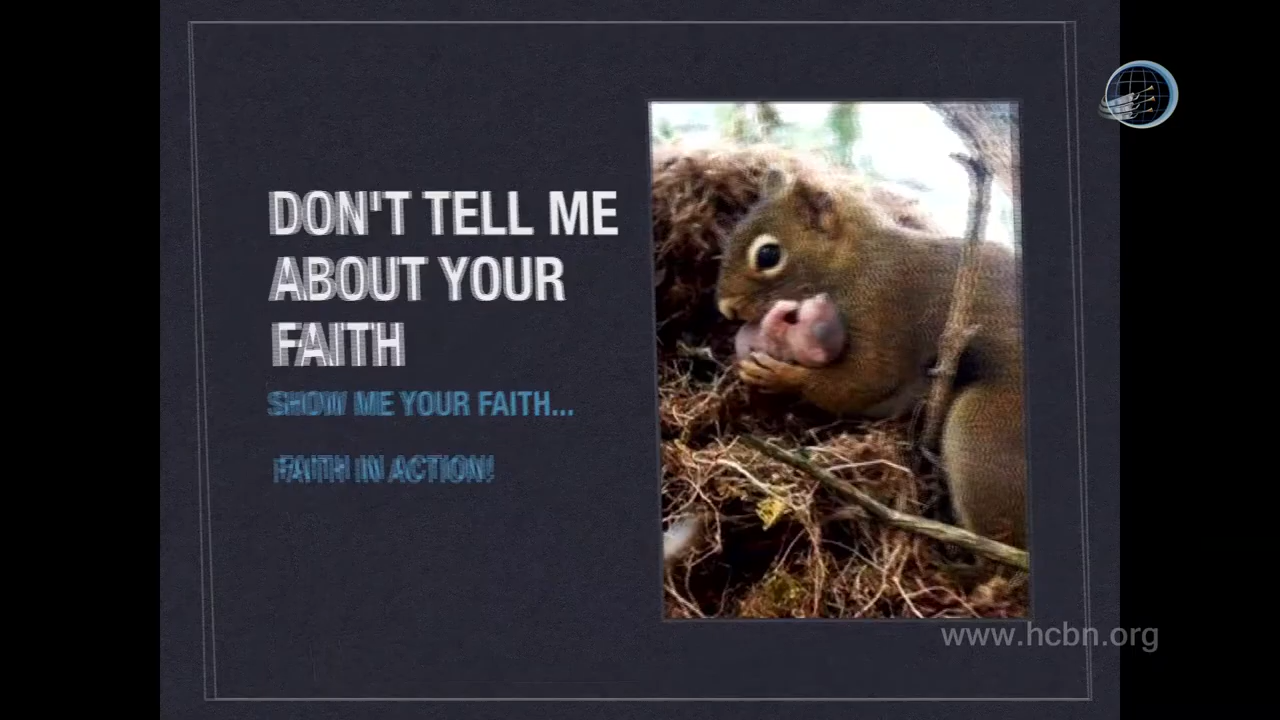 DON'T TELL ME
ABOUT YOUR
FAITH
SHOW ME YOUR FAITH...
FAITH IN ACTION!
www.hcbn.org